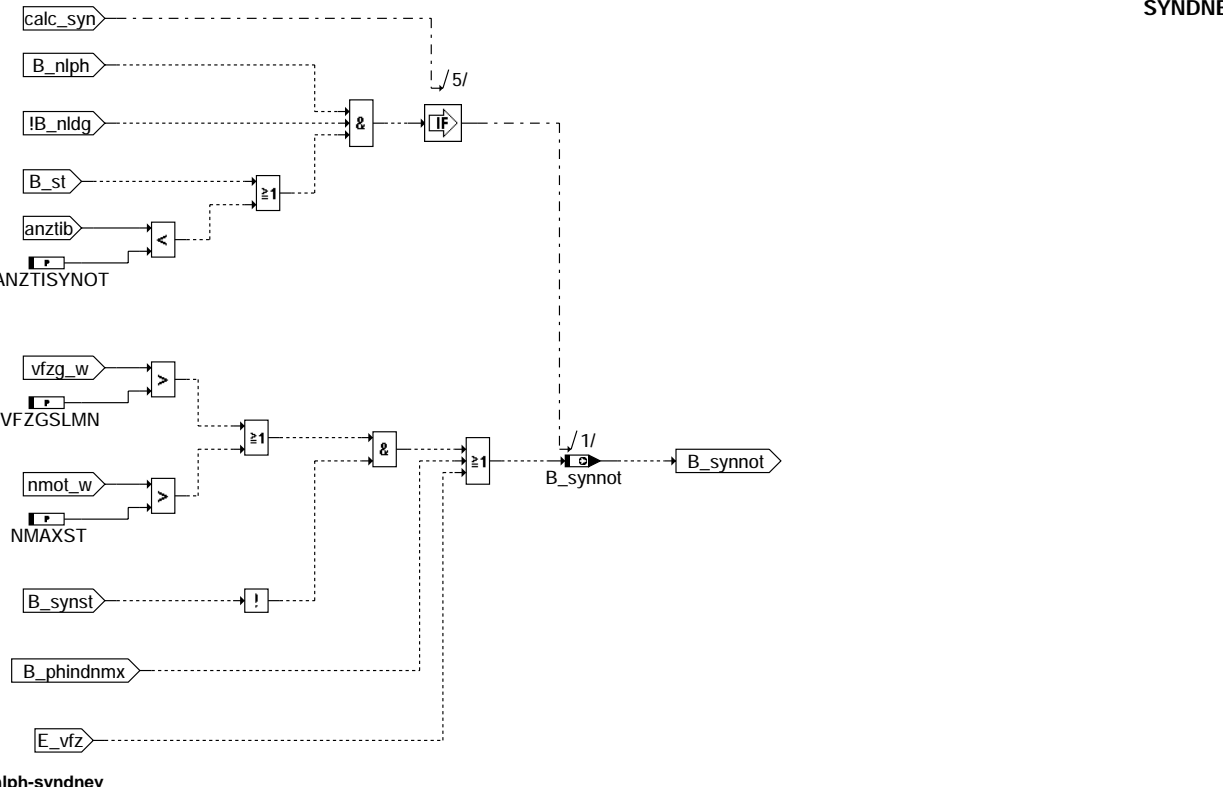 SYNDNE
calc_syn
/5/
B_nlph
!B_nldg
&
IF
B_st
≧1
anztib
<
P
ANZTISYNOT
vfzg_w
>
P
VFZGSLMN
≧1
&
≧1
/1/
B_synnot
B_synnot
nmot_w
>
P
NMAXST
B_synst
!
B_phindnmx
E_vfz
nlph-syndney